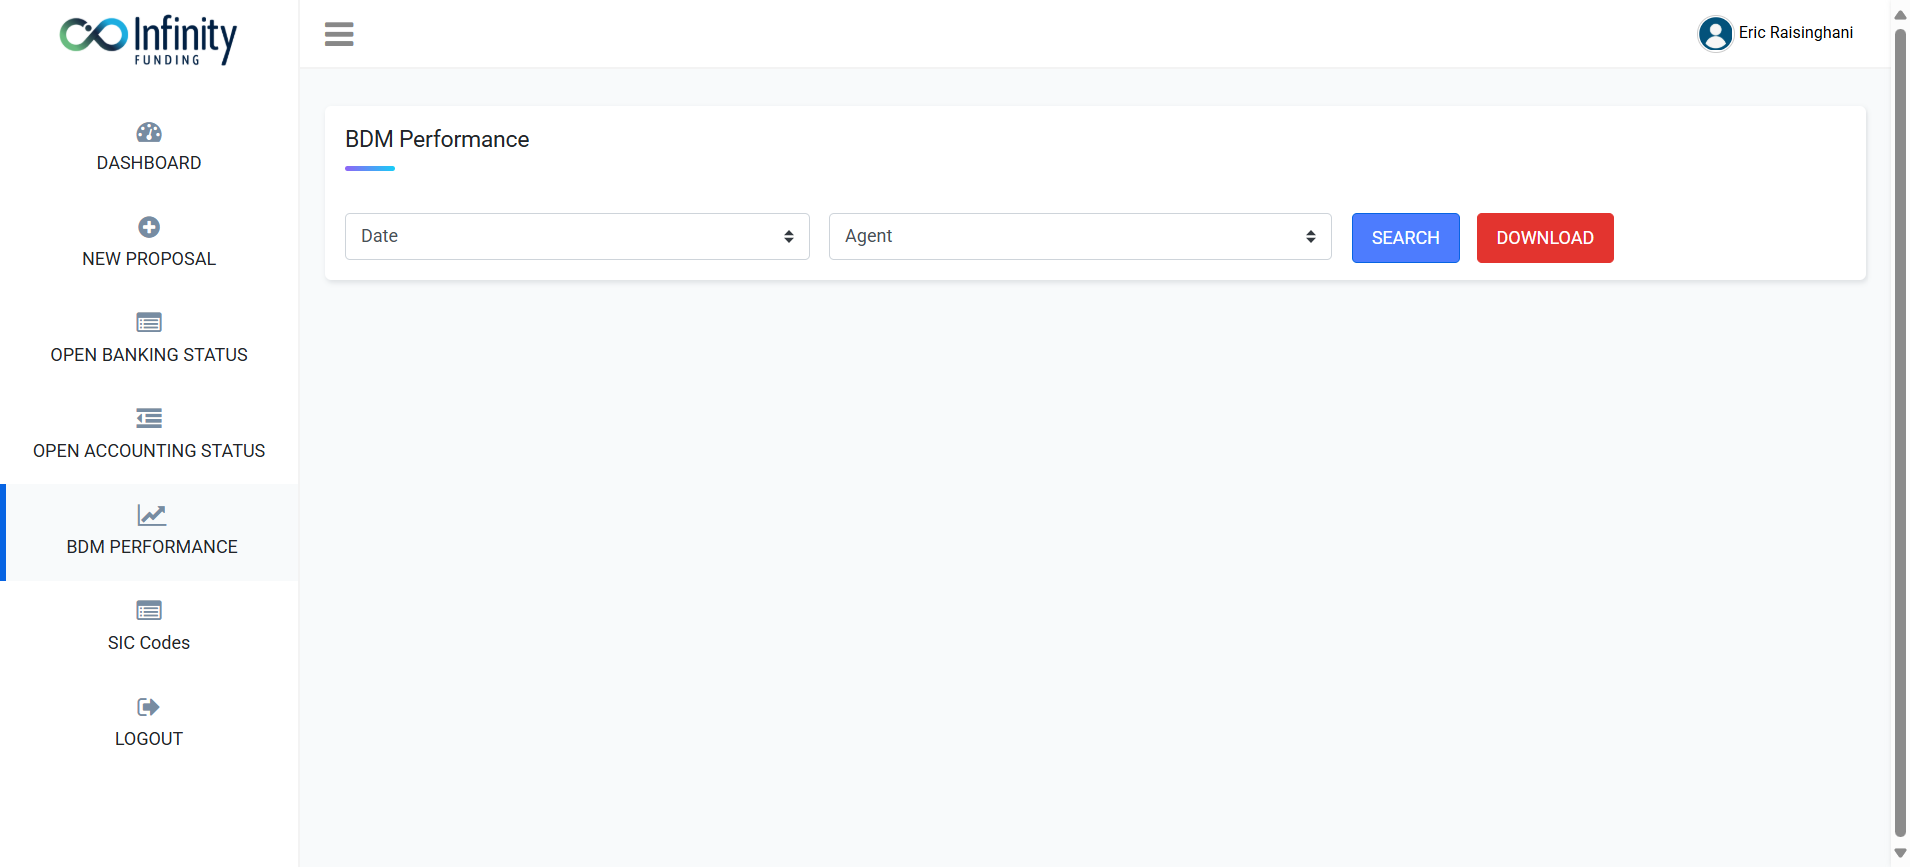 Infinity
FUNDING
Eric Raisinghani
DASHBOARD
NEW PROPOSAL
OPEN BANKING STATUS
OPEN ACCOUNTING STATUS
BDM PERFORMANCE
SIC Codes
LOGOUT
BDM Performance
Date
Agent
SEARCH
DOWNLOAD